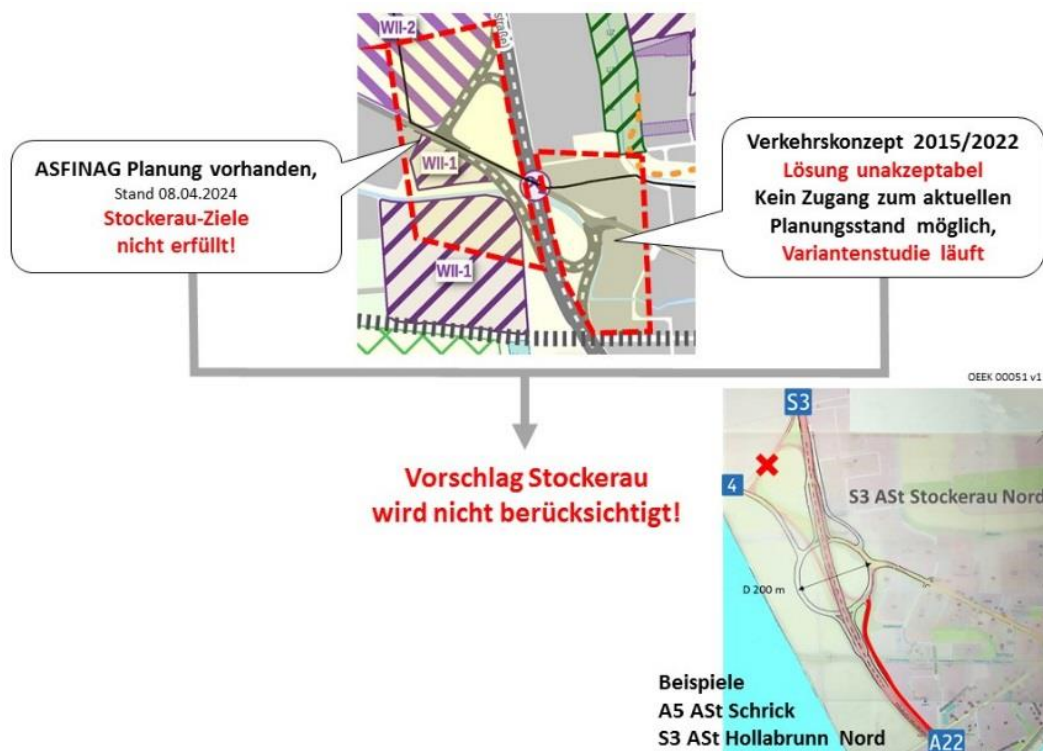 WII-2
straße)
WII-1
WII-1
ASFINAG Planung vorhanden,
Stand 08.04.2024
Stockerau-Ziele
nicht erfüllt!
Verkehrskonzept 2015/2022
Lösung unakzeptabel
Kein Zugang zum aktuellen
Planungsstand möglich,
Variantenstudie läuft
OEEK 00051 v1
Vorschlag Stockerau
wird nicht berücksichtigt!
S3
4
S3 ASt Stockerau Nord
D 200 m
Beispiele
A5 ASt Schrick
S3 ASt Hollabrunn Nord
A22